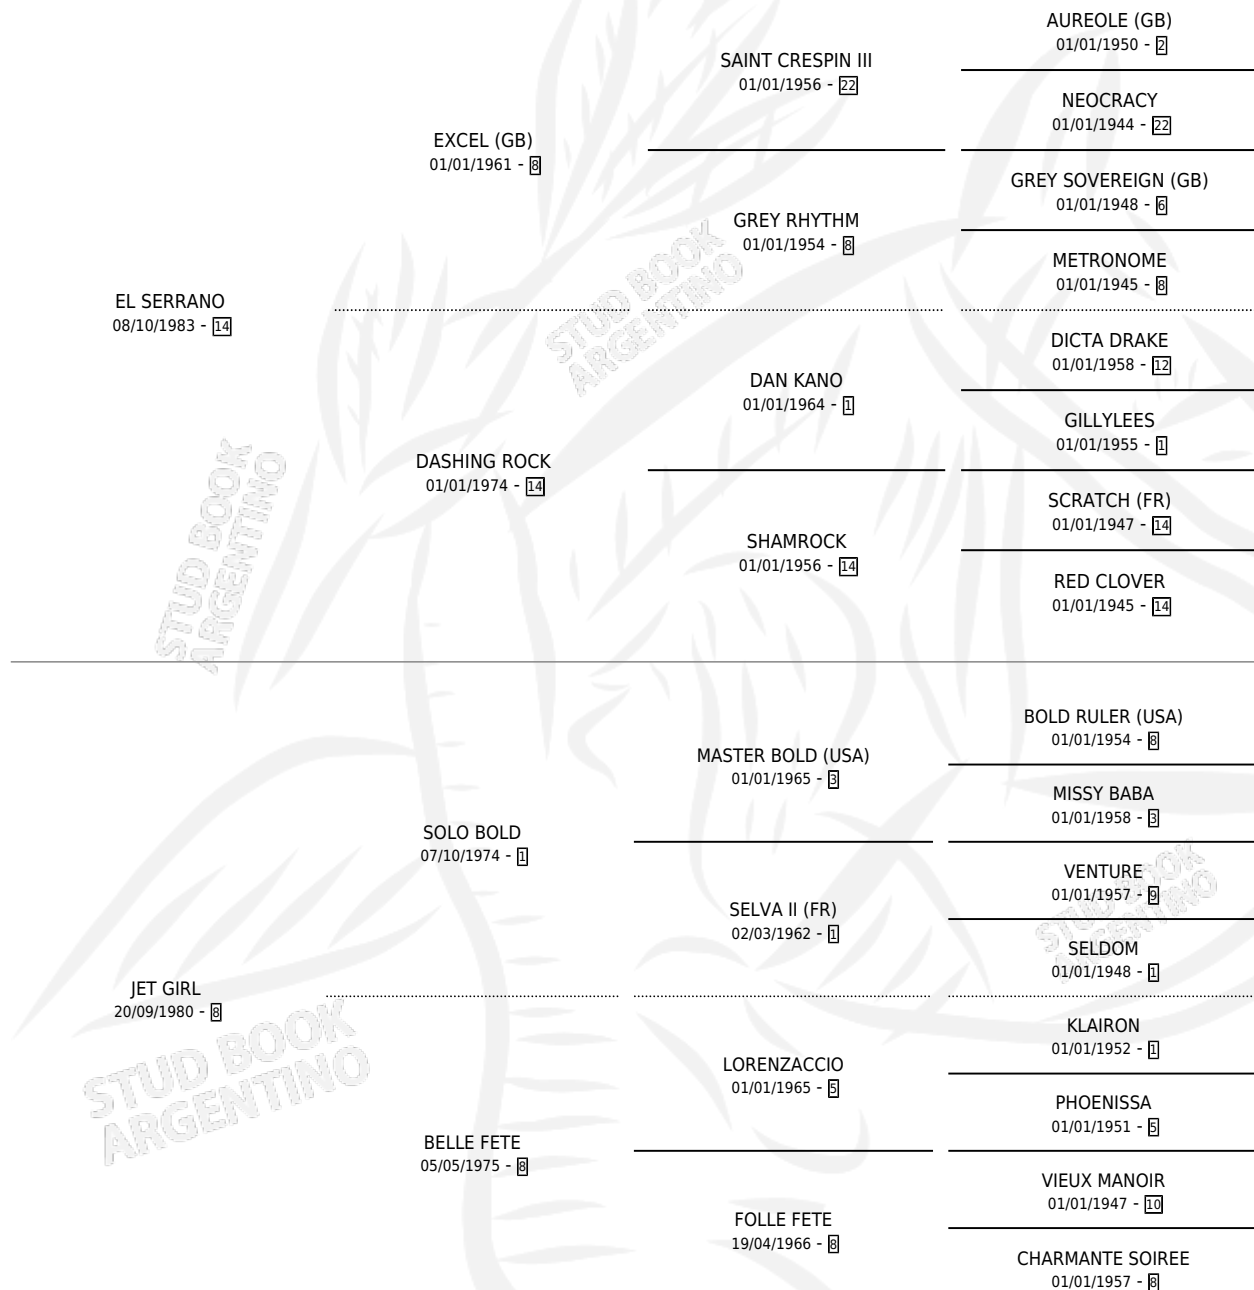 AUREOLE (GB)
01/01/1950 - 2
SAINT CRESPIN III
01/01/1956 - 22
NEOCRACY
01/01/1944 - 22
EXCEL (GB)
01/01/1961 - 8
GREY SOVEREIGN (GB)
01/01/1948 - 6
GREY RHYTHM
01/01/1954 - 8
METRONOME
01/01/1945 - 8
EL SERRANO
08/10/1983 - 14
DICTA DRAKE
01/01/1958 - 12
DAN KANO
01/01/1964 - 1
GILLYLEES
01/01/1955 - 1
DASHING ROCK
01/01/1974 - 14
SCRATCH (FR)
01/01/1947 - 14
SHAMROCK
01/01/1956 - 14
RED CLOVER
01/01/1945 - 14
BOLD RULER (USA)
01/01/1954 - 8
MASTER BOLD (USA)
01/01/1965 - 3
MISSY BABA
01/01/1958 - 3
SOLO BOLD
07/10/1974 - 1
VENTURE
01/01/1957 - 9
SELVA II (FR)
02/03/1962 - 1
SELDOM
01/01/1948 - 1
JET GIRL
20/09/1980 - 8
KLAIRON
01/01/1952 - 1
LORENZACCIO
01/01/1965 - 5
PHOENISSA
01/01/1951 - 5
BELLE FETE
05/05/1975 - 8
VIEUX MANOIR
01/01/1947 - 10
FOLLE FETE
19/04/1966 - 8
CHARMANTE SOIREE
01/01/1957 - 8
STUD BOOK
ARGENTINO
STUD BOOK
ARGENTINO
STUD BOOK
ARGENTINO
STUD BOOK
ARGENTINO